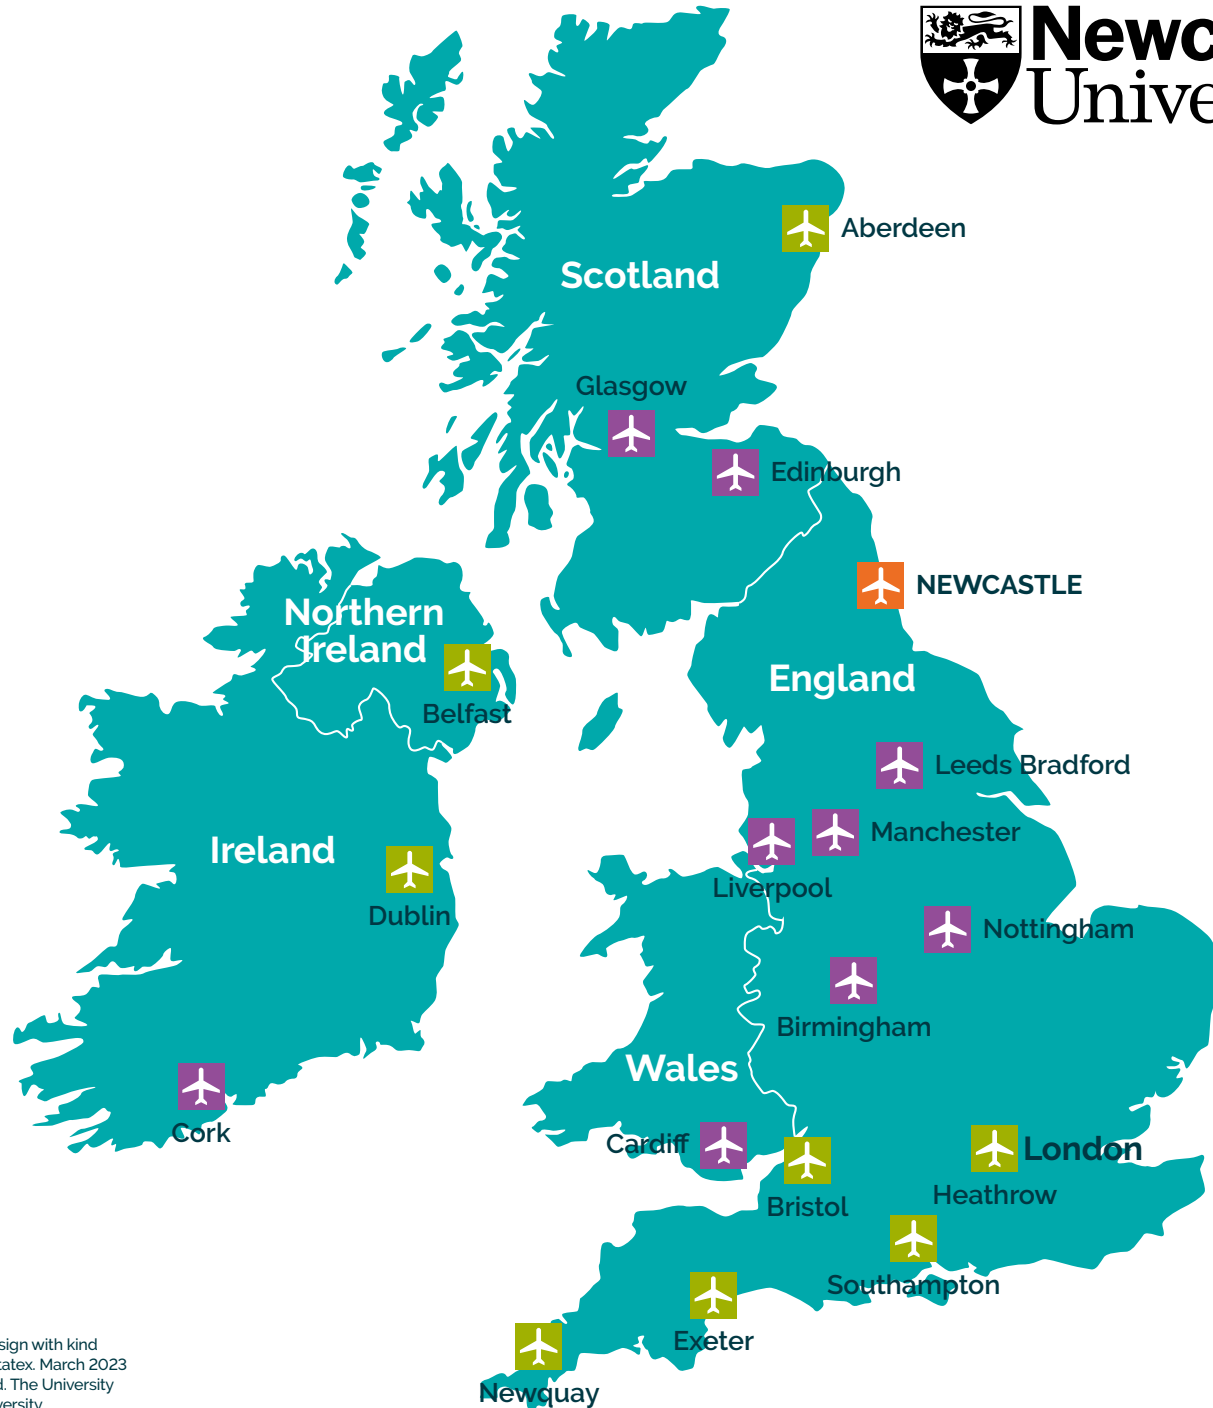 Newc
Unive
Aberdeen
Scotland
Glasgow
Edinburgh
NEWCASTLE
Northern
Ireland
England
Belfast
Leeds Bradford
Manchester
Ireland
Liverpool
Dublin
Nottingham
Birmingham
Wales
Cork
Cardiff
London
Heathrow
Bristol
Southampton
Exeter
Newquay
sign with kind
tatex. March 2023
d. The University
versity